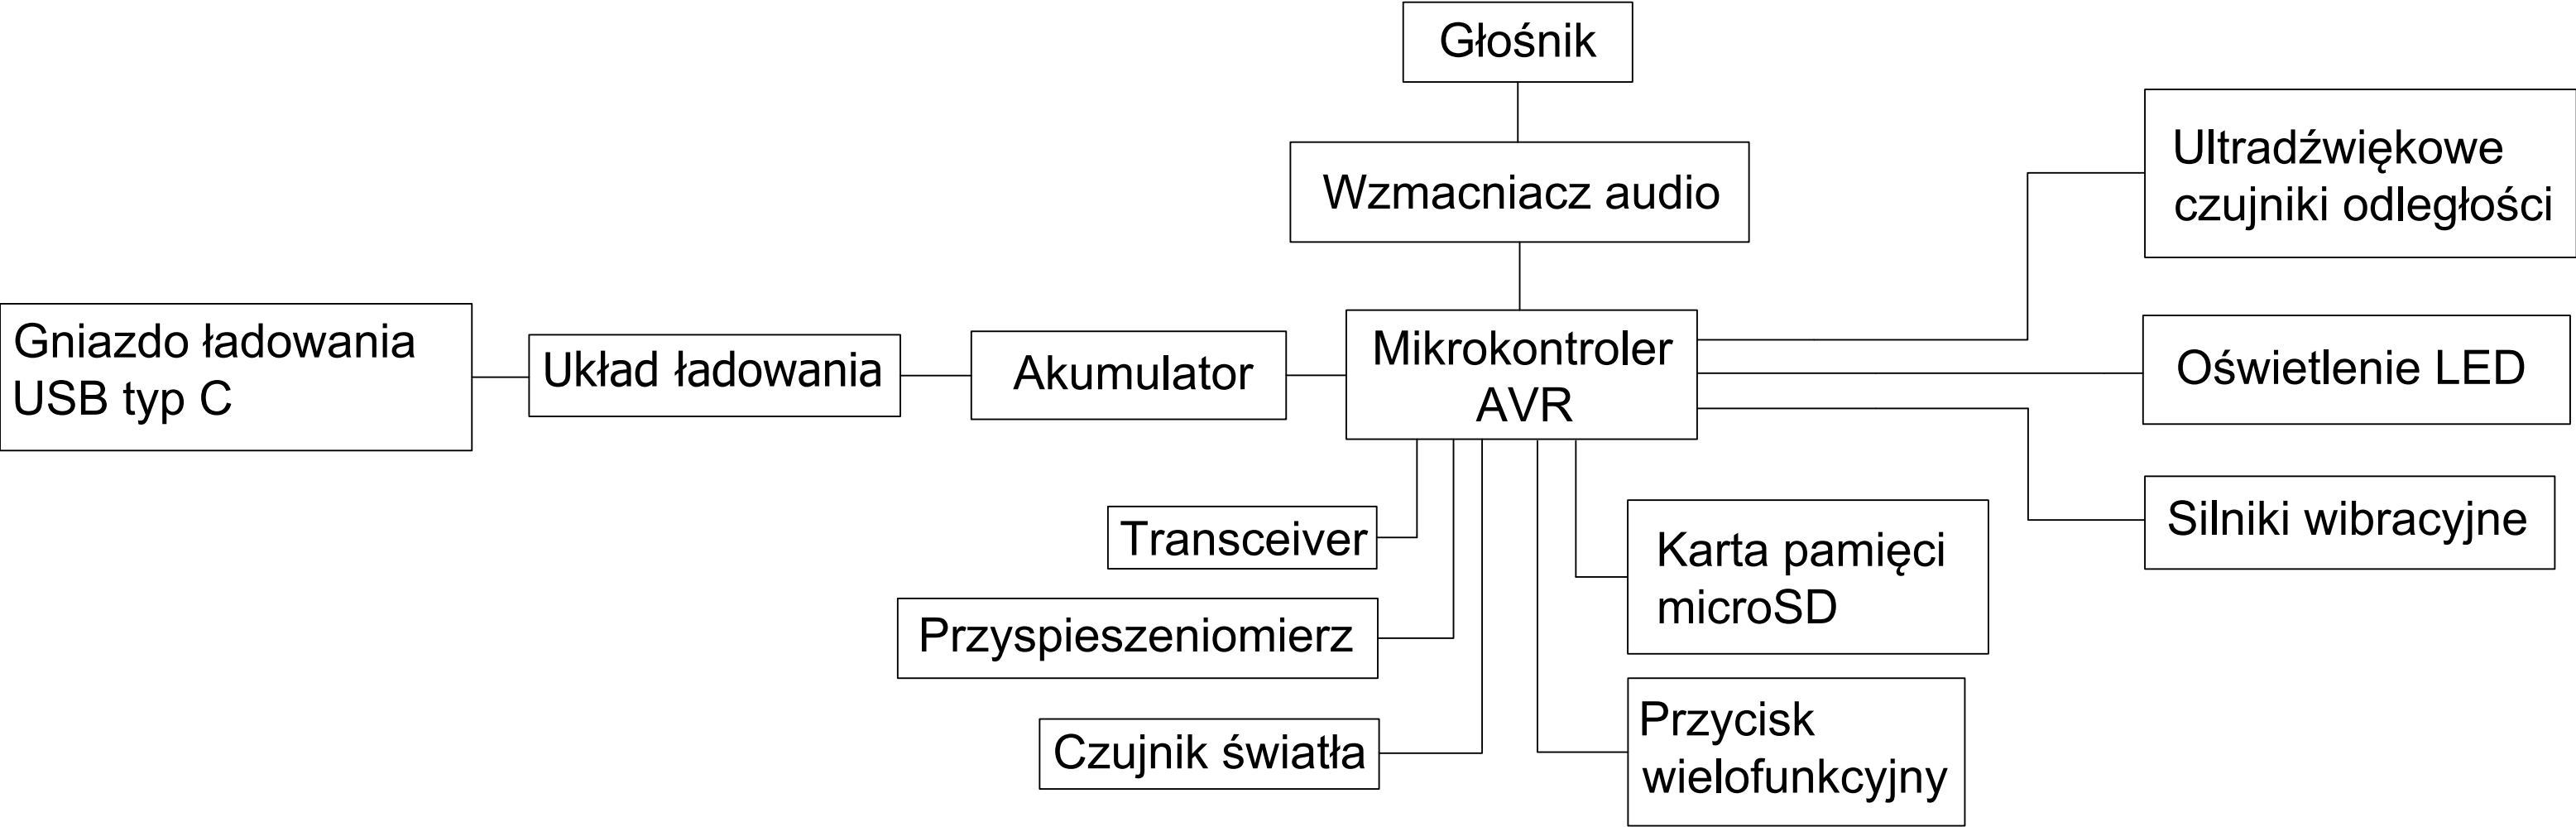 Głośnik
Wzmacniacz audio
Ultradźwiękowe
czujniki odległości
Gniazdo ładowania
USB typ C
Układ ładowania
Akumulator
Mikrokontroler
AVR
Oświetlenie LED
Silniki wibracyjne
Transceiver
Karta pamięci
microSD
Przyspieszeniomierz
Czujnik światła
Przycisk
wielofunkcyjny